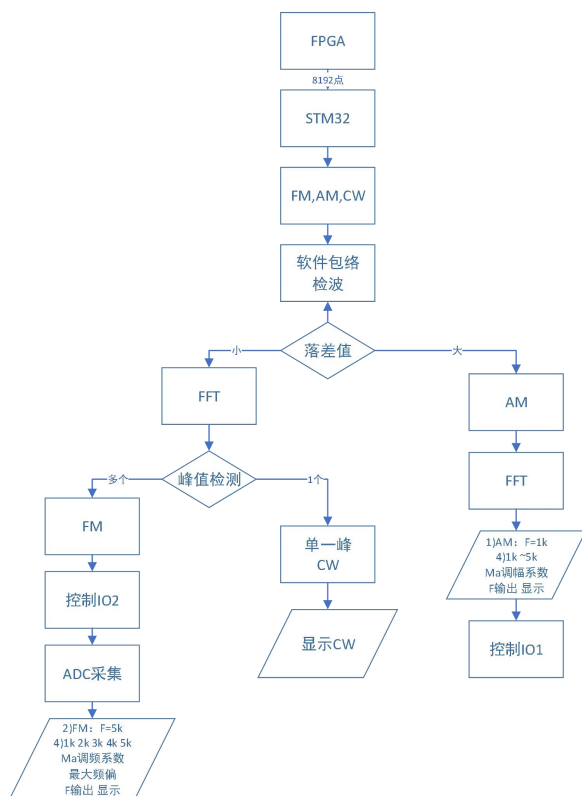 FPGA
8192点
STM32
FM,AM,CW
软件包络
检波
落差值
小
大
FFT
AM
峰值检测
FFT
多个
1个
FM
单一峰
CW
1)AM：F=1k
4)1k ~5k
Ma调幅系数
F输出 显示
控制IO2
显示CW
控制IO1
ADC采集
2)FM：F=5k
4)1k 2k 3k 4k 5k
Ma调频系数
最大频偏
F输出 显示